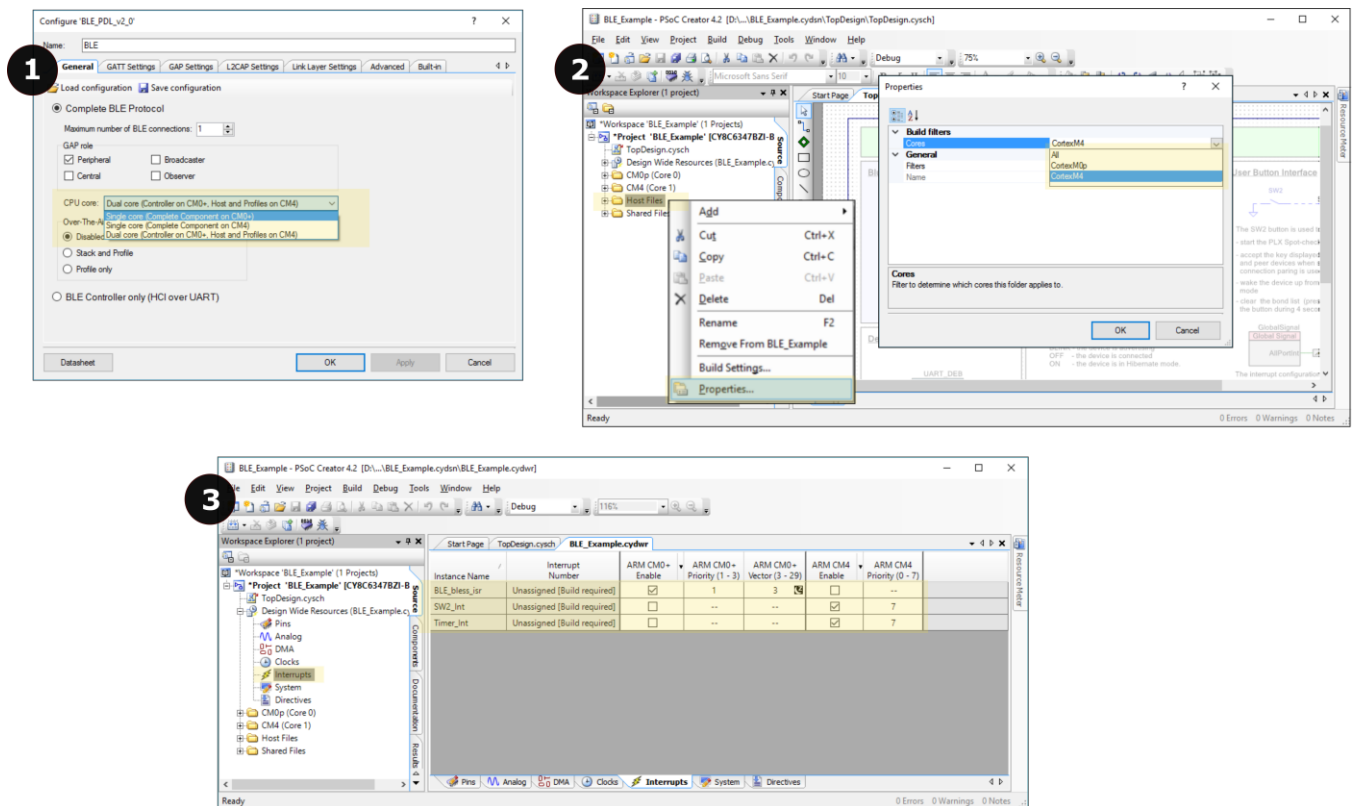 Configure 'BLE_PDL_v2_0'
? ×
1
Name: BLE
General GATT Settings GAP Settings L2CAP Settings Link Layer Settings Advanced Built-in
Load configuration Save configuration
Complete BLE Protocol
Maximum number of BLE connections: 1
GAP role
Peripheral Broadcaster
Central Observer
CPU core: Dual core (Controller on CM0+, Host and Profiles on CM4)
Single core (Complete Component on CM0+)
Single core (Complete Component on CM4)
Dual core (Controller on CM0+, Host and Profiles on CM4)
Disabled
Stack and Profile
Profile only
BLE Controller only (HCI over UART)
Datasheet OK Apply Cancel
2
BLE_Example - PSoC Creator 4.2 [D:\...\BLE_Example.cydsn\TopDesign\TopDesign.cysch]
File Edit View Project Build Debug Tools Window Help
Debug 75%
Microsoft Sans Serif 10
Workspace Explorer (1 project)
Start Page
*Workspace 'BLE_Example' (1 Projects)
*Project 'BLE_Example' [CY8C6347BZI-B
TopDesign.cysch
Design Wide Resources (BLE_Example.cy
CM0p (Core 0)
CM4 (Core 1)
Host Files
Shared Files
Source
Add
Cut Ctrl+X
Copy Ctrl+C
Paste Ctrl+V
Delete Del
Rename F2
Remove From BLE_Example
Build Settings...
Properties...
Properties
? ×
Build filters
Cores CortexM4
All
CortexM0p
CortexM4
General
Filters
Name
Cores
Filter to determine which cores this folder applies to.
OK Cancel
Resource Meter
User Button Interface
SW2
The SW2 button is used
- start the PLX Spot-check
- accept the key displayed
and peer devices when
connection paring is
- wake the device up from
mode
- clear the bond list
the button during 4
GlobalSignal
Global Signal
The interrupt configuration
OFF - the device is connected
ON - the device is in Hibernate mode.
UART_DEB
Ready
0 Errors 0 Warnings 0 Notes
3
BLE_Example - PSoC Creator 4.2 [D:\...\BLE_Example.cydsn\BLE_Example.cydwr]
Edit View Project Build Debug Tools Window Help
Debug 116%
Workspace Explorer (1 project)
Start Page TopDesign.cysch BLE_Example.cydwr
*Workspace 'BLE_Example' (1 Projects)
*Project 'BLE_Example' [CY8C6347BZI-B
TopDesign.cysch
Design Wide Resources (BLE_Example.cy
Pins
Analog
DMA
Clocks
Interrupts
System
Directives
CM0p (Core 0)
CM4 (Core 1)
Host Files
Shared Files
Source Components Documentation Results
Instance Name Interrupt Number ARM CM0+ Enable ARM CM0+ Priority (1 - 3) ARM CM0+ Vector (3 - 29) ARM CM4 Enable ARM CM4 Priority (0 - 7)
BLE_bless_isr Unassigned [Build required] 1 3 --
SW2_Int Unassigned [Build required] -- -- 7
Timer_Int Unassigned [Build required] -- -- 7
Resource Meter
Pins Analog DMA Clocks Interrupts System Directives
Ready
0 Errors 0 Warnings 0 Notes